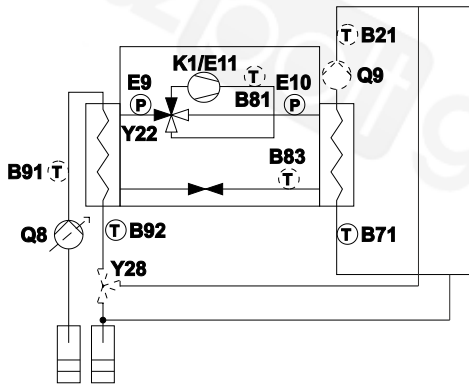 T B21
K1/E11
E9 T E10 Q9
P B81 P
Y22
B83
B91 T T
Q8 T B92 T B71
Y28